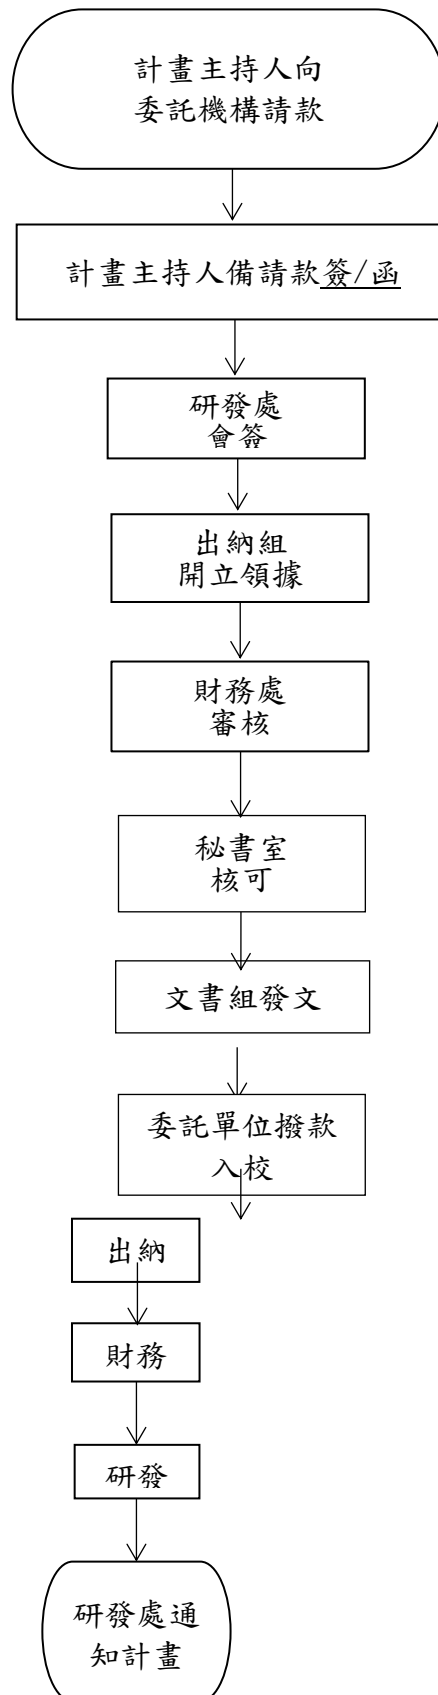 計畫主持人向
委託機構請款
計畫主持人備請款簽/函
研發處
會簽
出納組
開立領據
財務處
審核
秘書室
核可
文書組發文
委託單位撥款
入校
出納
財務
研發
研發處通
知計畫